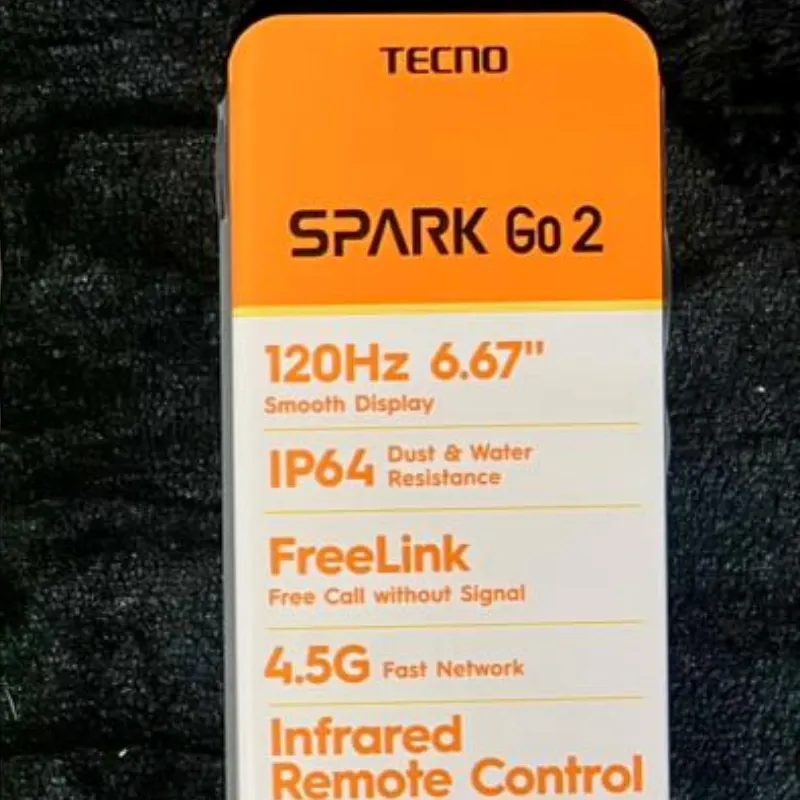 TECNO
SPARK Go 2
120Hz 6.67"
Smooth Display
IP64 Dust & Water
Resistance
FreeLink
Free Call without Signal
4.5G Fast Network
Infrared
Remote Control